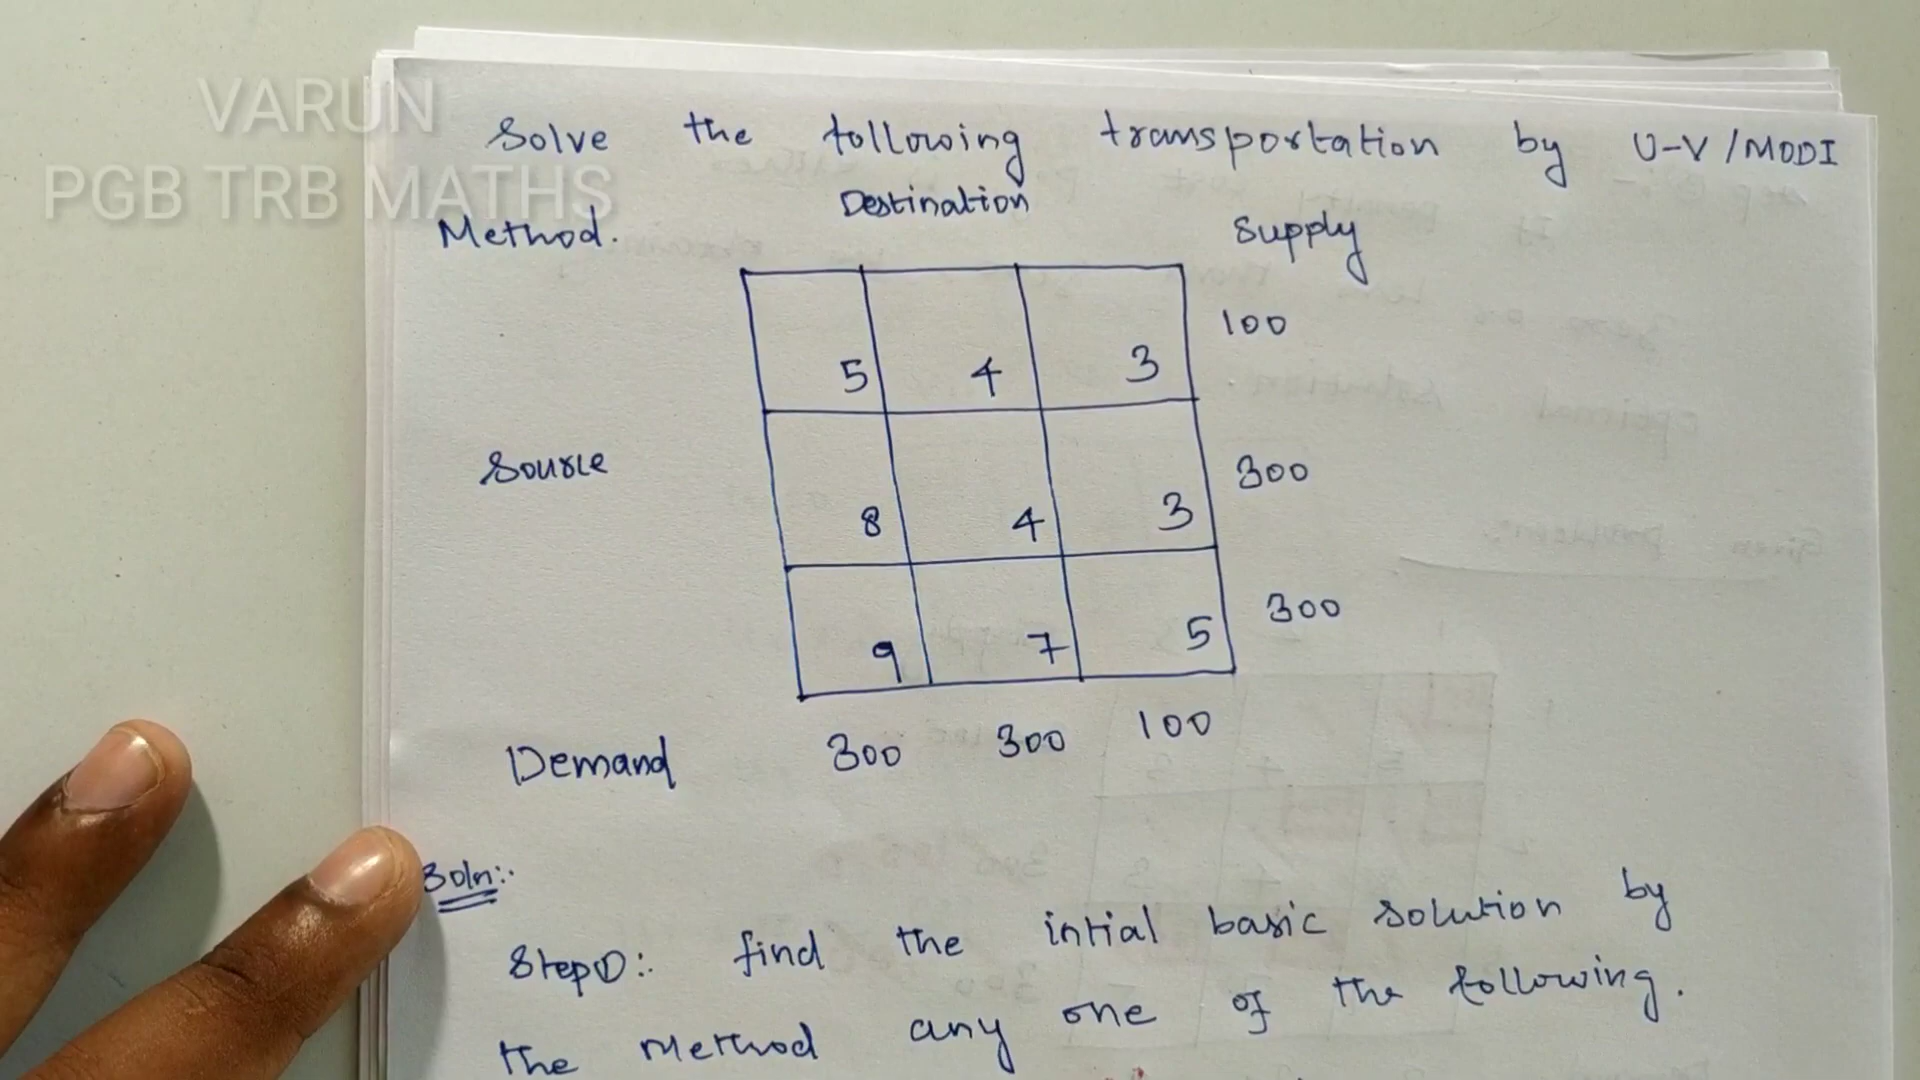 VARUN
PGB TRB MATHS
Solve the following transportation by U-V/MODI
Method.
Destination
Supply
5 4 3 100
Source
8 4 3 300
9 7 5 300
Demand 300 300 100
Soln:-
Step①:- find the intial basic solution by
the method any one of the following.